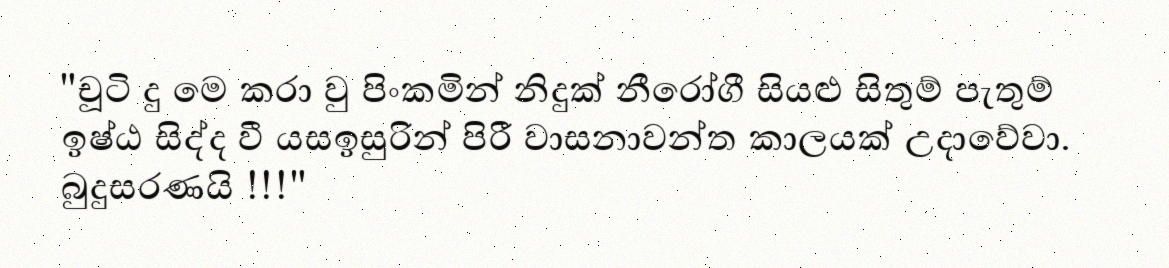 "චූටි දු මෙ කරා වු පිංකමින් නිදුක් නීරෝගී සියළු සිතුම් පැතුම්
ඉෂ්ඨ සිද්ද වී යසඉසුරින් පිරී වාසනාවන්ත කාලයක් උදාවේවා.
බුදුසරණයි !!!"